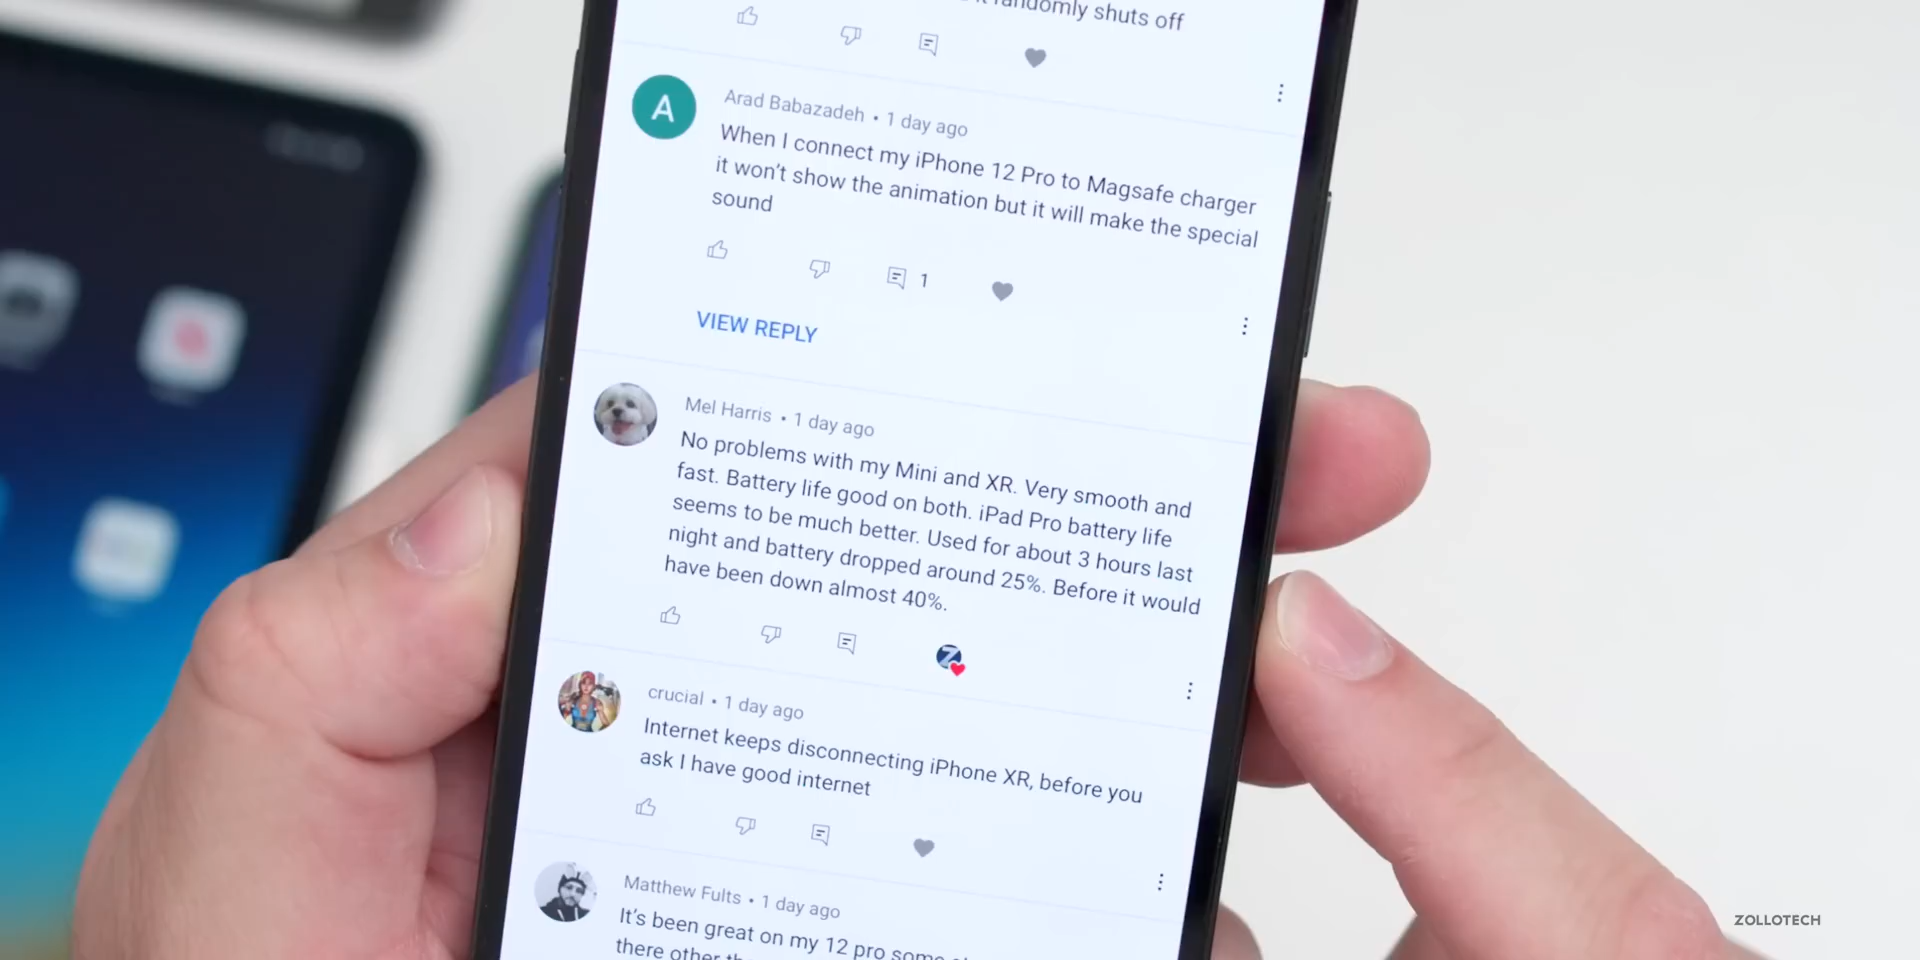 randomly shuts off
A
Arad Babazadeh • 1 day ago
When I connect my iPhone 12 Pro to Magsafe charger
it won't show the animation but it will make the special
sound
1
VIEW REPLY
Mel Harris • 1 day ago
No problems with my Mini and XR. Very smooth and
fast. Battery life good on both. iPad Pro battery life
seems to be much better. Used for about 3 hours last
night and battery dropped around 25%. Before it would
have been down almost 40%.
Z
crucial • 1 day ago
Internet keeps disconnecting iPhone XR, before you
ask I have good internet
Matthew Fults • 1 day ago
It's been great on my 12 pro some
there other
ZOLLOTECH